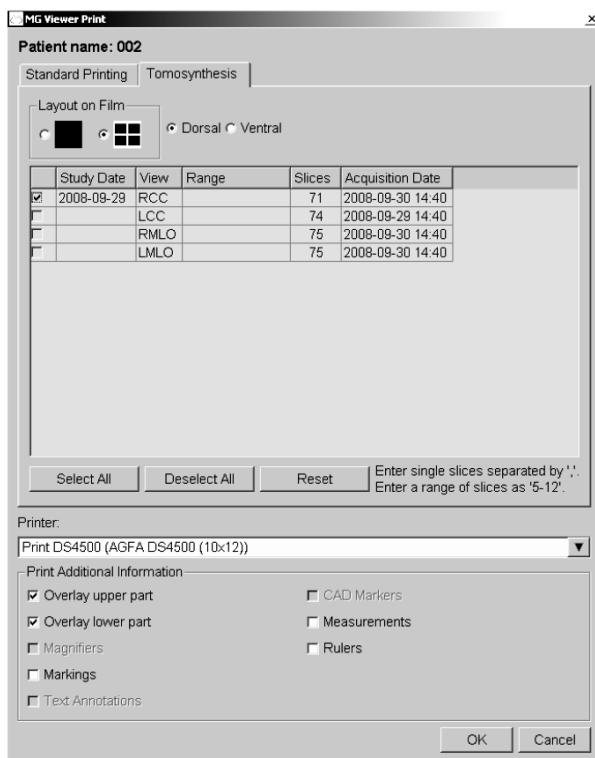 MG Viewer Print
Patient name: 002
Standard Printing Tomosynthesis
Layout on Film
Dorsal Ventral
Study Date View Range Slices Acquisition Date
2008-09-29 RCC 71 2008-09-30 14:40
LCC 74 2008-09-29 14:40
RMLO 75 2008-09-30 14:40
LMLO 75 2008-09-30 14:40
Select All Deselect All Reset
Enter single slices separated by ','.
Enter a range of slices as '5-12'.
Printer:
Print DS4500 (AGFA DS4500 (10x12))
Print Additional Information
Overlay upper part CAD Markers
Overlay lower part Measurements
Magnifiers Rulers
Markings
Text Annotations
OK Cancel